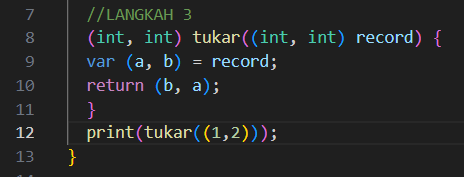 7 //LANGKAH 3
8 (int, int) tukar((int, int) record) {
9 var (a, b) = record;
10 return (b, a);
11 }
12 print(tukar((1,2)));
13 }